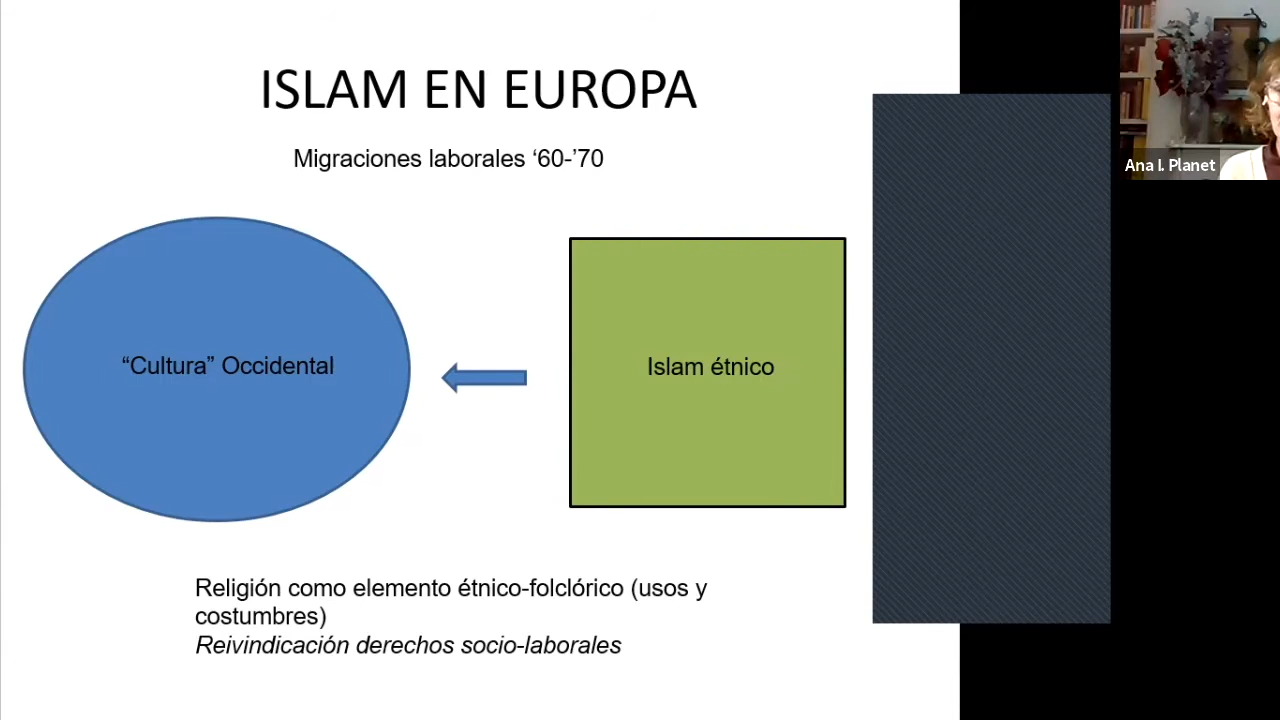 ISLAM EN EUROPA
Migraciones laborales ‘60-’70
“Cultura” Occidental
Islam étnico
Religión como elemento étnico-folclórico (usos y
costumbres)
Reivindicación derechos socio-laborales
Ana I. Planet